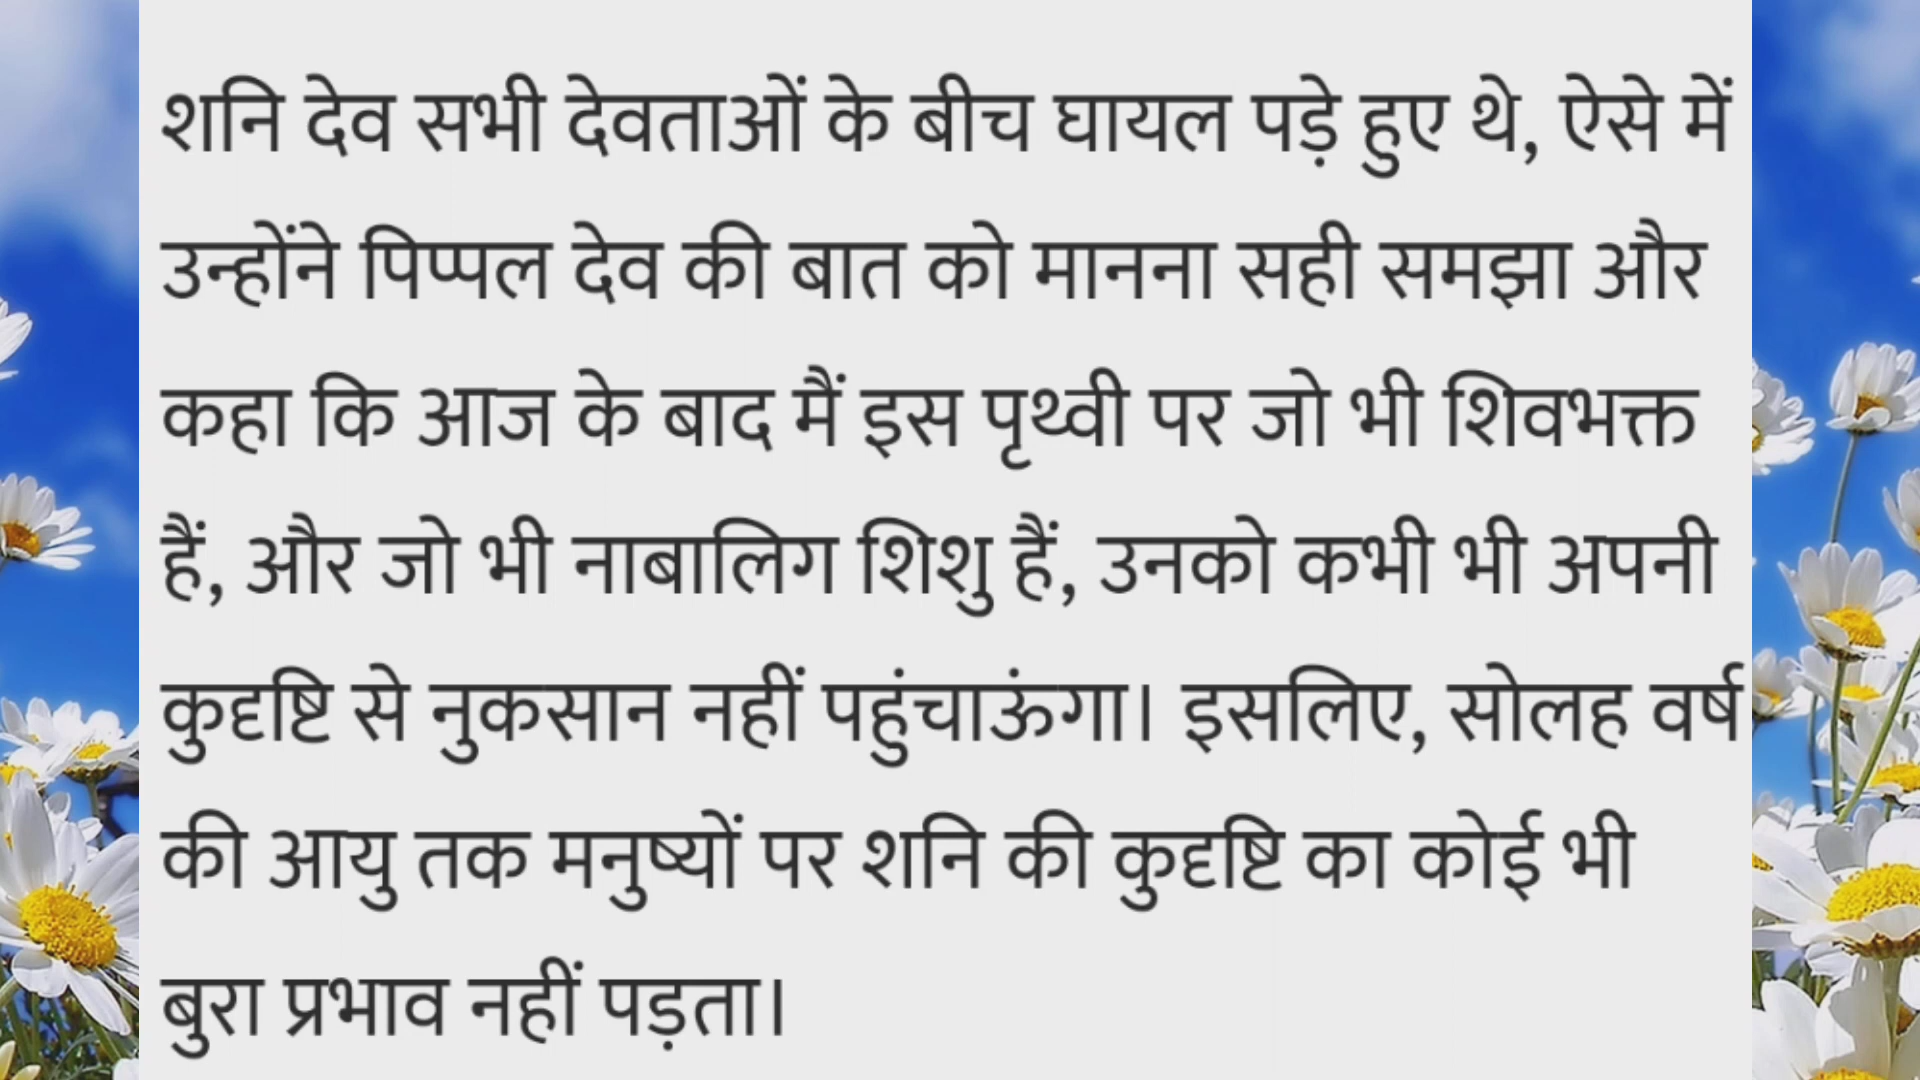 शनि देव सभी देवताओं के बीच घायल पड़े हुए थे, ऐसे में
उन्होंने पिप्पल देव की बात को मानना सही समझा और
कहा कि आज के बाद मैं इस पृथ्वी पर जो भी शिवभक्त
हैं, और जो भी नाबालिग शिशु हैं, उनको कभी भी अपनी
कुदृष्टि से नुकसान नहीं पहुंचाऊंगा। इसलिए, सोलह वर्ष
की आयु तक मनुष्यों पर शनि की कुदृष्टि का कोई भी
बुरा प्रभाव नहीं पड़ता।